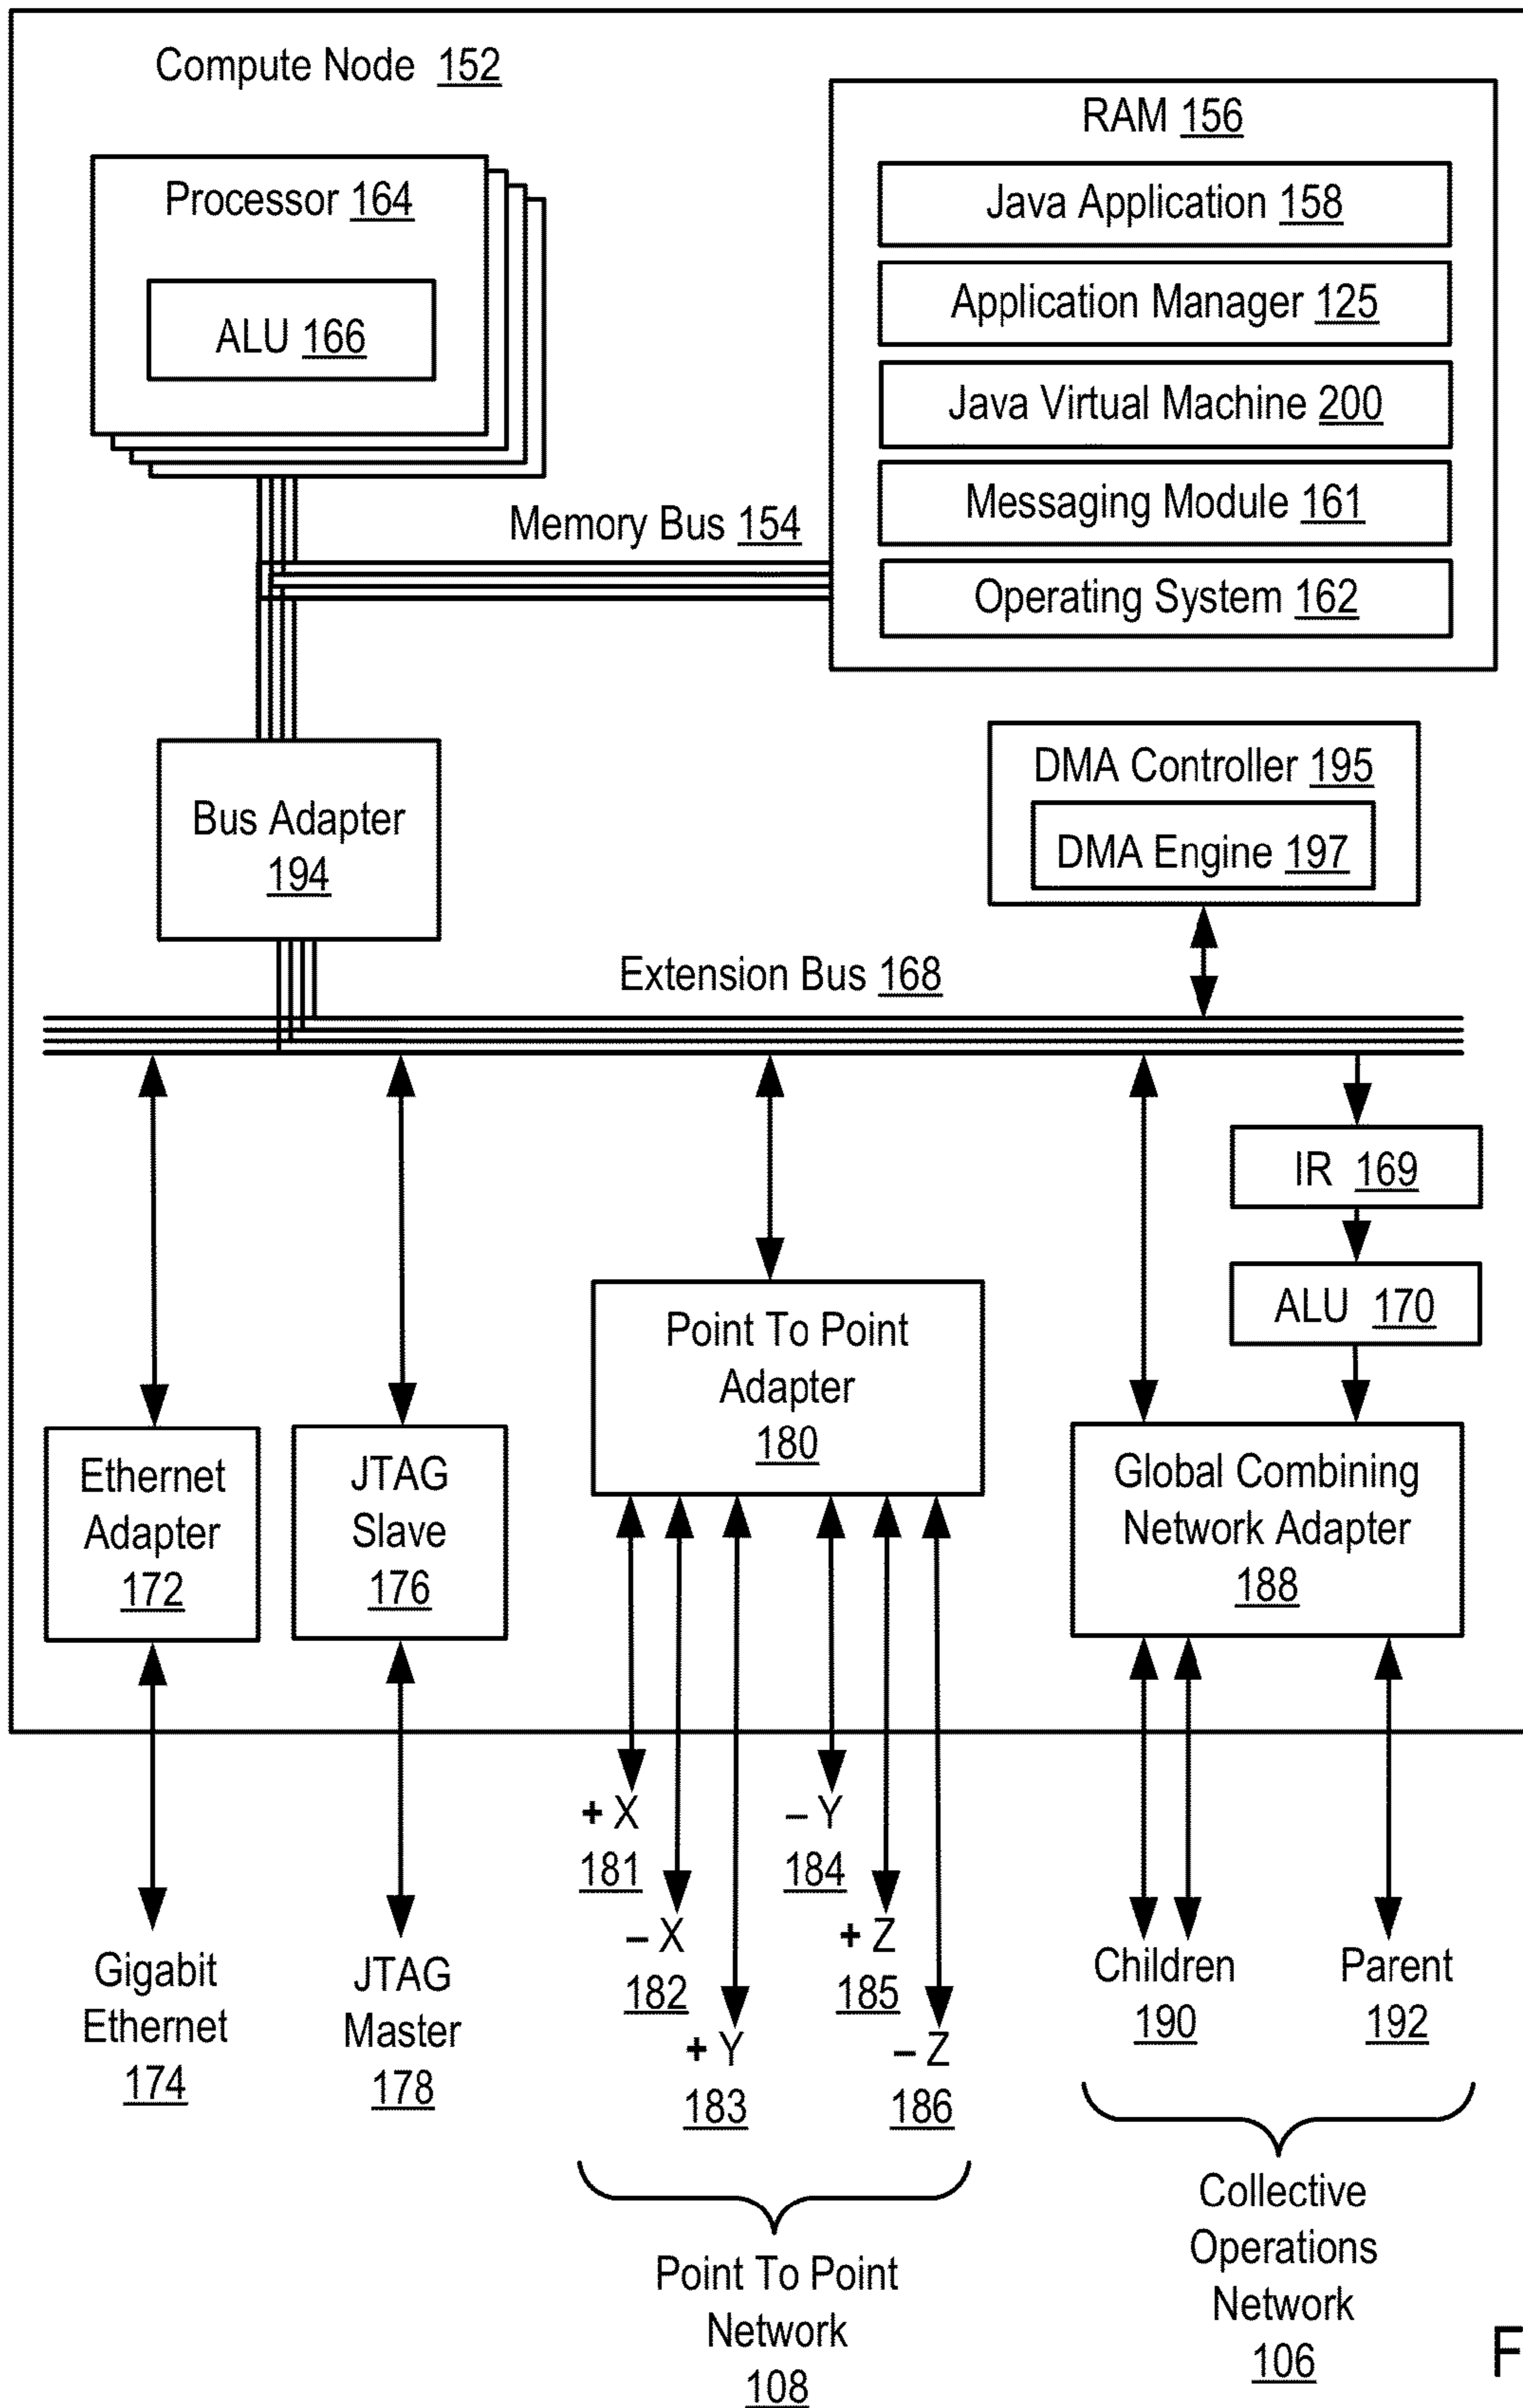 Compute Node 152
RAM 156
Processor 164
Java Application 158
ALU 166
Application Manager 125
Java Virtual Machine 200
Memory Bus 154
Messaging Module 161
Operating System 162
DMA Controller 195
Bus Adapter
194
DMA Engine 197
Extension Bus 168
IR 169
ALU 170
Point To Point
Adapter
180
Ethernet
Adapter
172
JTAG
Slave
176
Global Combining
Network Adapter
188
+ X
181
– X
182
+ Y
183
– Y
184
+ Z
185
– Z
186
Gigabit
Ethernet
174
JTAG
Master
178
Children
190
Parent
192
Point To Point
Network
108
Collective
Operations
Network
106
F